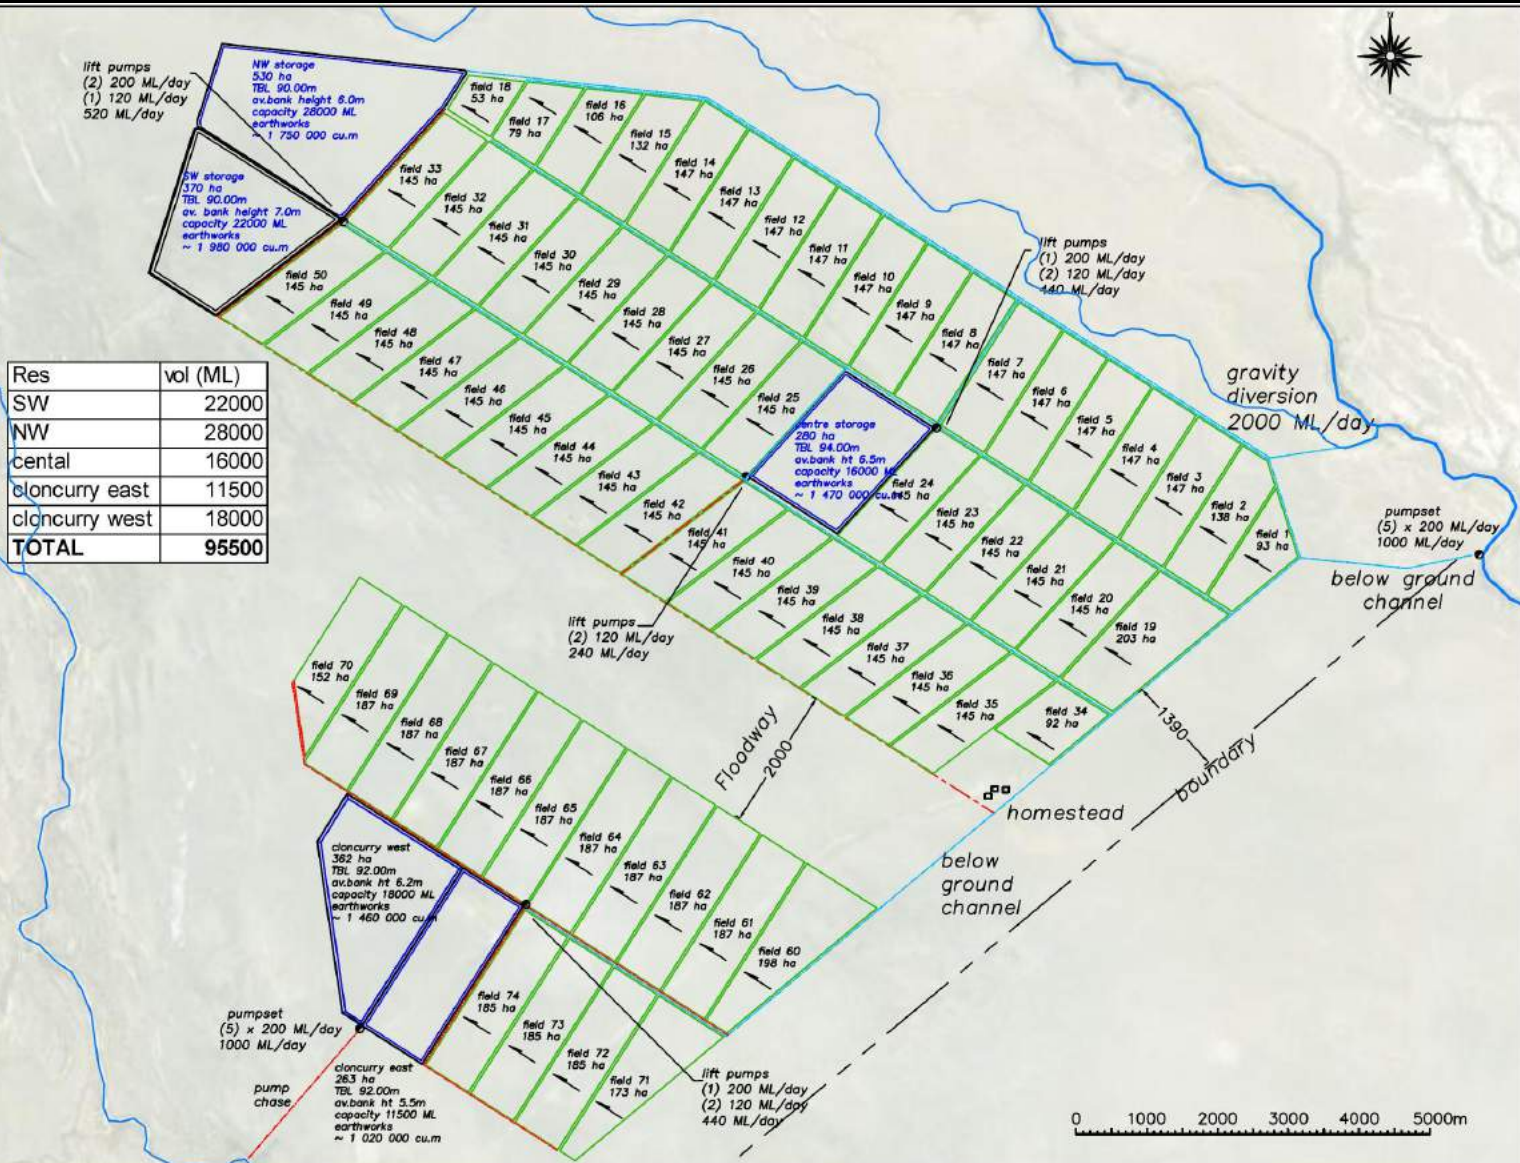 N
lift pumps
(2) 200 ML/day
(1) 120 ML/day
520 ML/day
NW storage
530 ha
TBL 90.00m
av.bank height 6.0m
capacity 28000 ML
earthworks
~ 1 750 000 cu.m
SW storage
370 ha
TBL 90.00m
av. bank height 7.0m
capacity 22000 ML
earthworks
~ 1 980 000 cu.m
field 18
53 ha
field 17
79 ha
field 16
106 ha
field 15
132 ha
field 14
147 ha
field 13
147 ha
field 12
147 ha
field 11
147 ha
field 10
147 ha
field 9
147 ha
field 8
147 ha
field 7
147 ha
field 6
147 ha
field 5
147 ha
field 4
147 ha
field 3
147 ha
field 2
138 ha
field 1
93 ha
lift pumps
(1) 200 ML/day
(2) 120 ML/day
440 ML/day
gravity
diversion
2000 ML/day
pumpset
(5) x 200 ML/day
1000 ML/day
below ground
channel
field 33
145 ha
field 32
145 ha
field 31
145 ha
field 30
145 ha
field 29
145 ha
field 28
145 ha
field 27
145 ha
field 26
145 ha
field 25
145 ha
centre storage
280 ha
TBL 94.00m
av.bank ht 6.5m
capacity 16000 ML
earthworks
~ 1 470 000 cu.m
field 24
145 ha
field 23
145 ha
field 22
145 ha
field 21
145 ha
field 20
145 ha
field 19
203 ha
field 50
145 ha
field 49
145 ha
field 48
145 ha
field 47
145 ha
field 46
145 ha
field 45
145 ha
field 44
145 ha
field 43
145 ha
field 42
145 ha
field 41
145 ha
field 40
145 ha
field 39
145 ha
field 38
145 ha
field 37
145 ha
field 36
145 ha
field 35
145 ha
field 34
92 ha
Res vol (ML)
SW 22000
NW 28000
cental 16000
cloncurry east 11500
cloncurry west 18000
TOTAL 95500
lift pumps
(2) 120 ML/day
240 ML/day
Floodway
2000
1390
boundary
homestead
below
ground
channel
field 70
152 ha
field 69
187 ha
field 68
187 ha
field 67
187 ha
field 66
187 ha
field 65
187 ha
field 64
187 ha
field 63
187 ha
field 62
187 ha
field 61
187 ha
field 60
198 ha
cloncurry west
362 ha
TBL 92.00m
av.bank ht 6.2m
capacity 18000 ML
earthworks
~ 1 460 000 cu.m
field 74
185 ha
field 73
185 ha
field 72
185 ha
field 71
173 ha
pumpset
(5) x 200 ML/day
1000 ML/day
pump
chase
cloncurry east
263 ha
TBL 92.00m
av.bank ht 5.5m
capacity 11500 ML
earthworks
~ 1 020 000 cu.m
lift pumps
(1) 200 ML/day
(2) 120 ML/day
440 ML/day
0 1000 2000 3000 4000 5000m